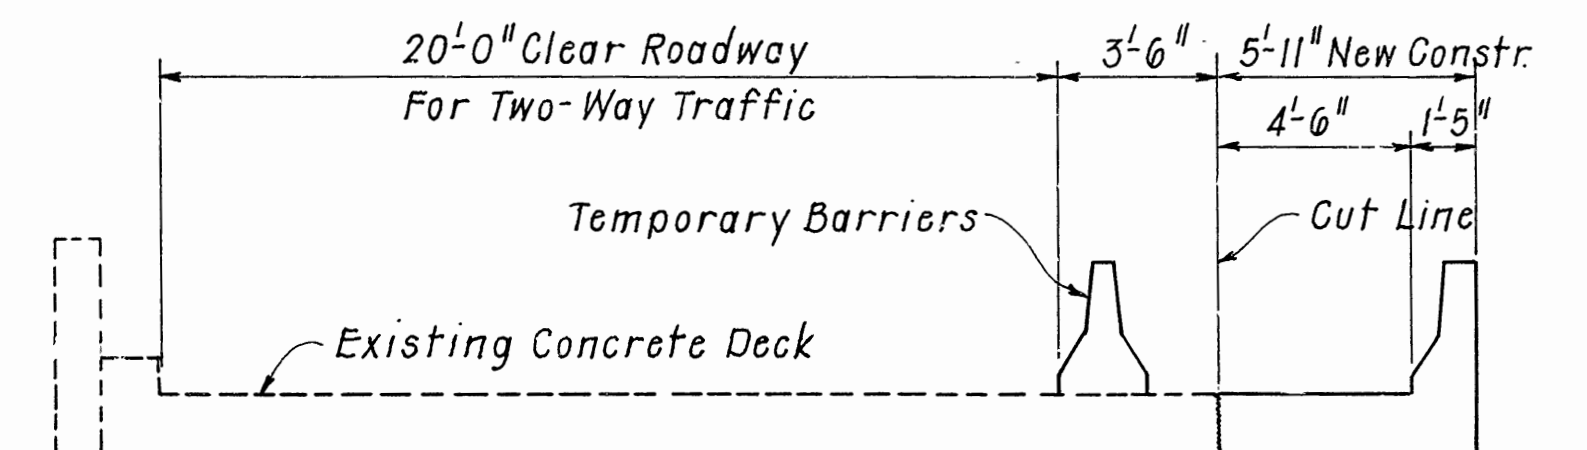 20'-0" Clear Roadway
For Two-Way Traffic
3'-6"
5'-11" New Constr.
4'-6"
1'-5"
Temporary Barriers
Cut Line
Existing Concrete Deck